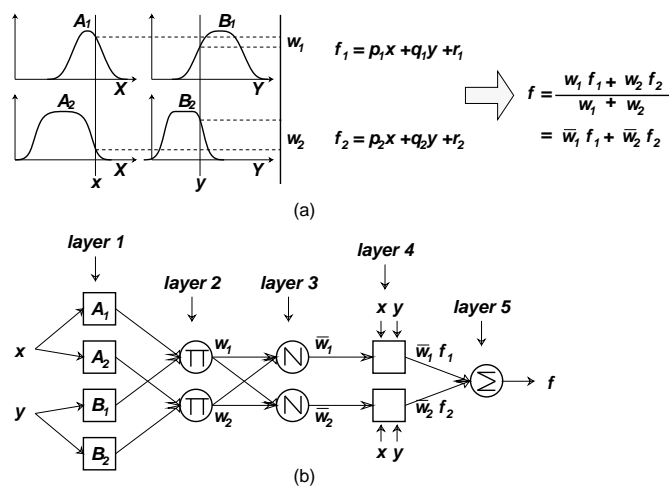 A₁ B₁
w₁
f₁ = p₁x + q₁y + r₁
X Y
A₂ B₂
w₂
f₂ = p₂x + q₂y + r₂
X Y
x y
f = w₁ f₁ + w₂ f₂ / w₁ + w₂
= w̅₁ f₁ + w̅₂ f₂
(a)
layer 1
layer 2
layer 3
layer 4
layer 5
x y
A₁
x
A₂
∏ w₁ N w̅₁ w̅₁ f₁
Σ f
y
B₁
∏ w₂ N w̅₂ w̅₂ f₂
B₂
x y
(b)